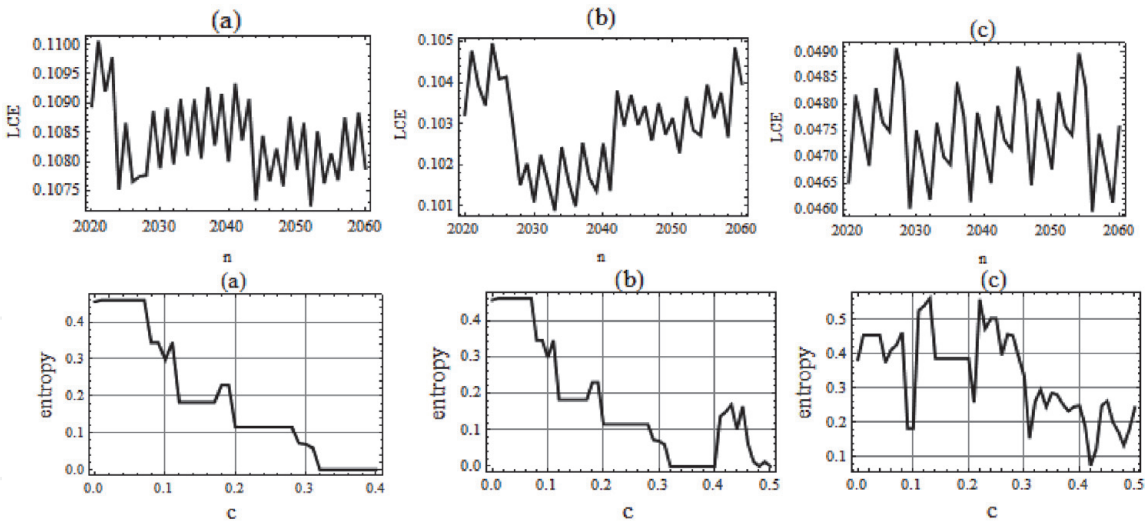 (a)
LCE
0.1100
0.1095
0.1090
0.1085
0.1080
0.1075
2020 2030 2040 2050 2060
n
(b)
LCE
0.105
0.104
0.103
0.102
0.101
2020 2030 2040 2050 2060
n
(c)
LCE
0.0490
0.0485
0.0480
0.0475
0.0470
0.0465
0.0460
2020 2030 2040 2050 2060
n
(a)
entropy
0.4
0.3
0.2
0.1
0.0
0.0 0.1 0.2 0.3 0.4
c
(b)
entropy
0.4
0.3
0.2
0.1
0.0
0.0 0.1 0.2 0.3 0.4 0.5
c
(c)
entropy
0.5
0.4
0.3
0.2
0.1
0.0 0.1 0.2 0.3 0.4 0.5
c